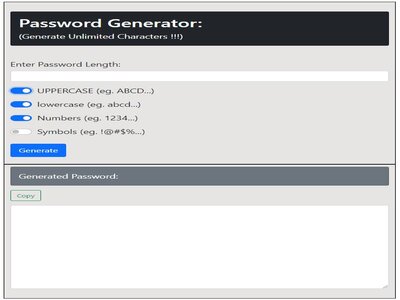 Password Generator:
(Generate Unlimited Characters !!!)
Enter Password Length:
UPPERCASE (eg. ABCD...)
lowercase (eg. abcd...)
Numbers (eg. 1234...)
Symbols (eg. !@#$%...)
Generate
Generated Password:
Copy